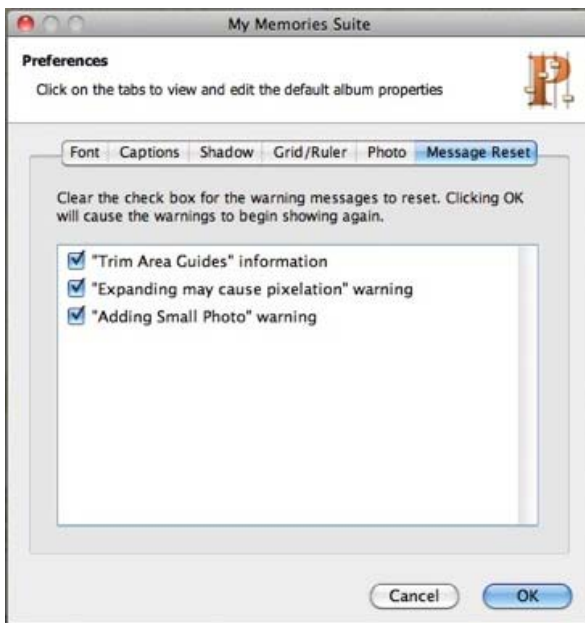 My Memories Suite
Preferences
Click on the tabs to view and edit the default album properties
Font Captions Shadow Grid/Ruler Photo Message Reset
Clear the check box for the warning messages to reset. Clicking OK
will cause the warnings to begin showing again.
"Trim Area Guides" information
"Expanding may cause pixelation" warning
"Adding Small Photo" warning
Cancel OK